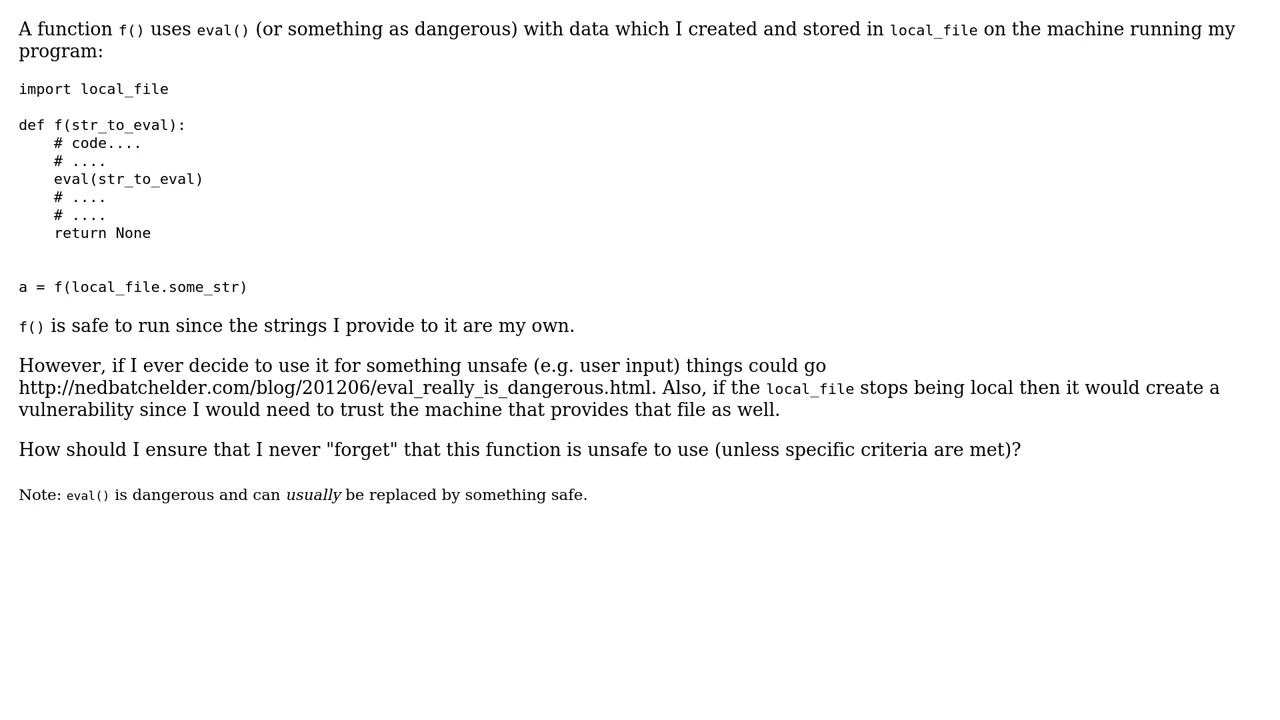 A function f() uses eval() (or something as dangerous) with data which I created and stored in local_file on the machine running my
program:
import local_file
def f(str_to_eval):
    # code....
    # ....
    eval(str_to_eval)
    # ....
    # ....
    return None
a = f(local_file.some_str)
f() is safe to run since the strings I provide to it are my own.
However, if I ever decide to use it for something unsafe (e.g. user input) things could go
http://nedbatchelder.com/blog/201206/eval_really_is_dangerous.html. Also, if the local_file stops being local then it would create a
vulnerability since I would need to trust the machine that provides that file as well.
How should I ensure that I never "forget" that this function is unsafe to use (unless specific criteria are met)?
Note: eval() is dangerous and can usually be replaced by something safe.